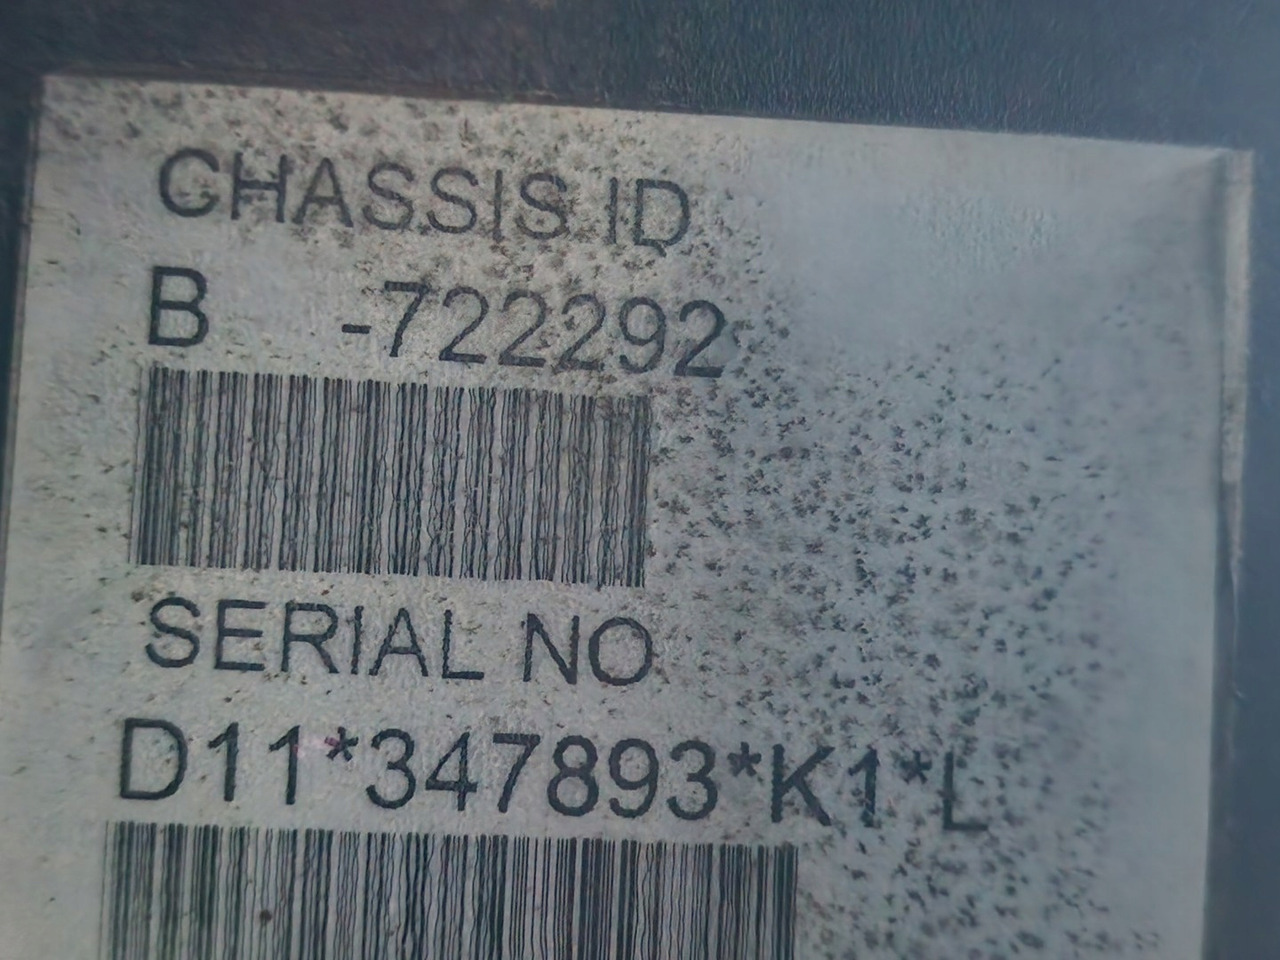 CHASSIS ID
B -722292
SERIAL NO
D11*347893*K1*L